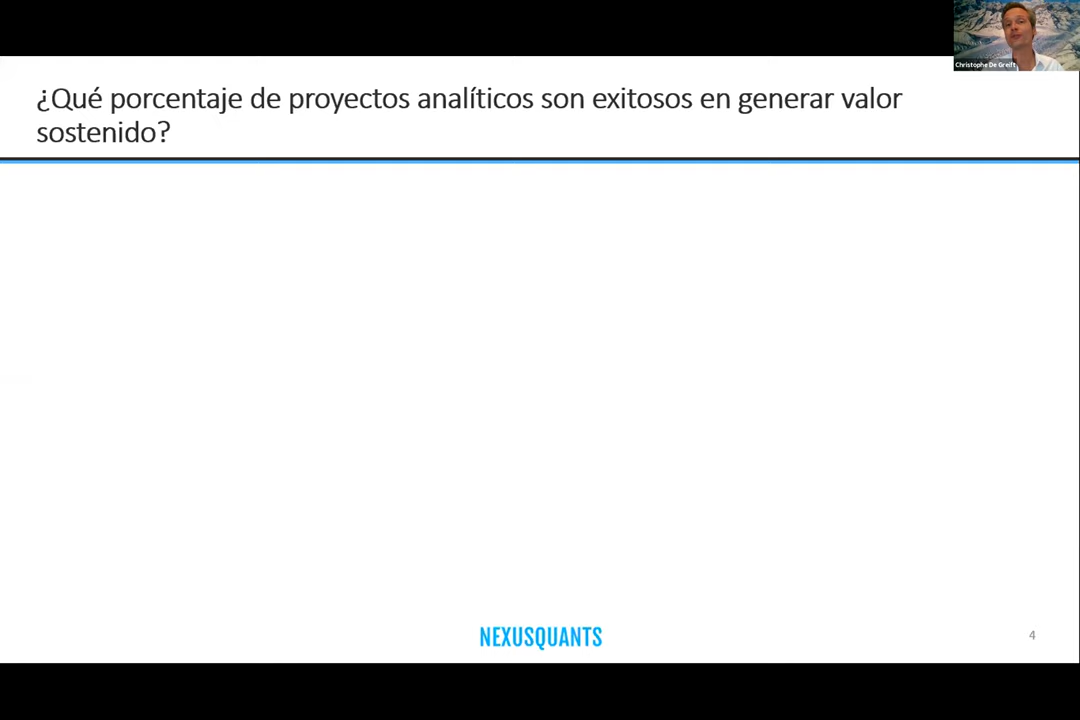 Christophe De Greift
¿Qué porcentaje de proyectos analíticos son exitosos en generar valor
sostenido?
NEXUSQUANTS
4